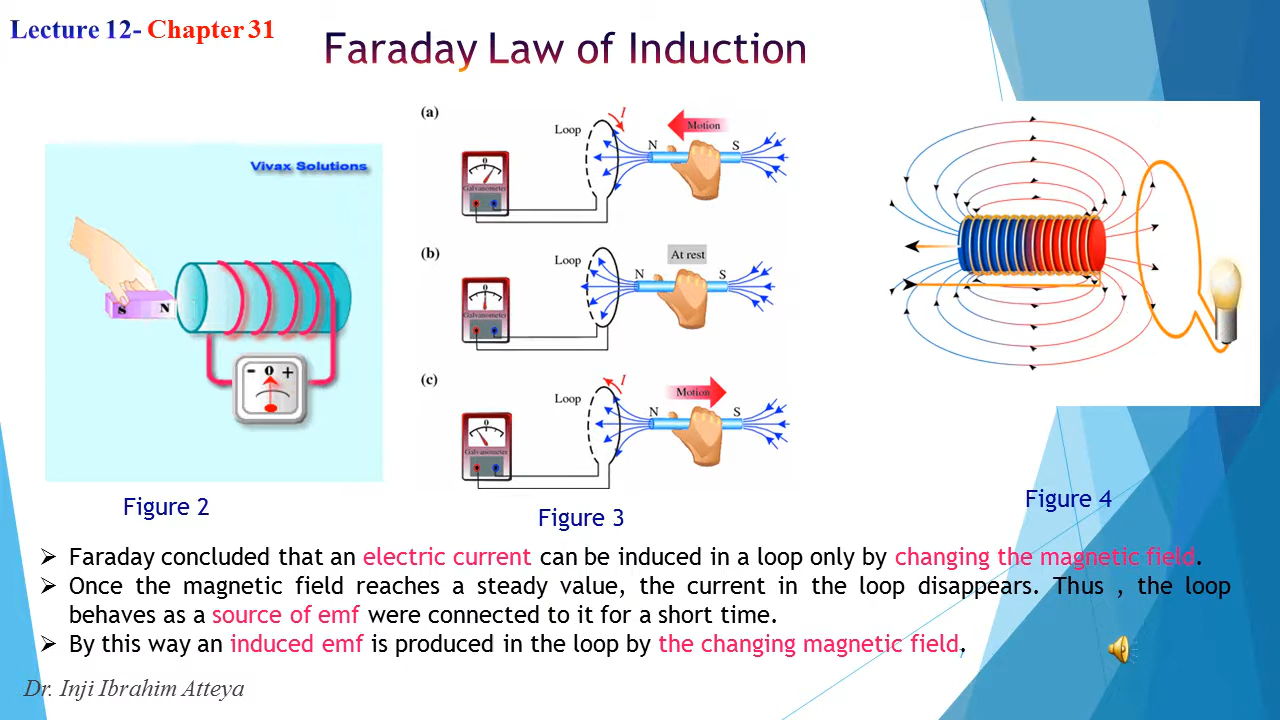 Lecture 12- Chapter 31
Faraday Law of Induction
Vivax Solutions
S N
- 0 +
Figure 2
(a)
Loop
I
Motion
N S
0
Galvanometer
(b)
Loop
At rest
N S
0
Galvanometer
(c)
Loop
I
Motion
N S
0
Galvanometer
Figure 3
Figure 4
➢ Faraday concluded that an electric current can be induced in a loop only by changing the magnetic field.
➢ Once the magnetic field reaches a steady value, the current in the loop disappears. Thus , the loop
behaves as a source of emf were connected to it for a short time.
➢ By this way an induced emf is produced in the loop by the changing magnetic field.
Dr. Inji Ibrahim Atteya